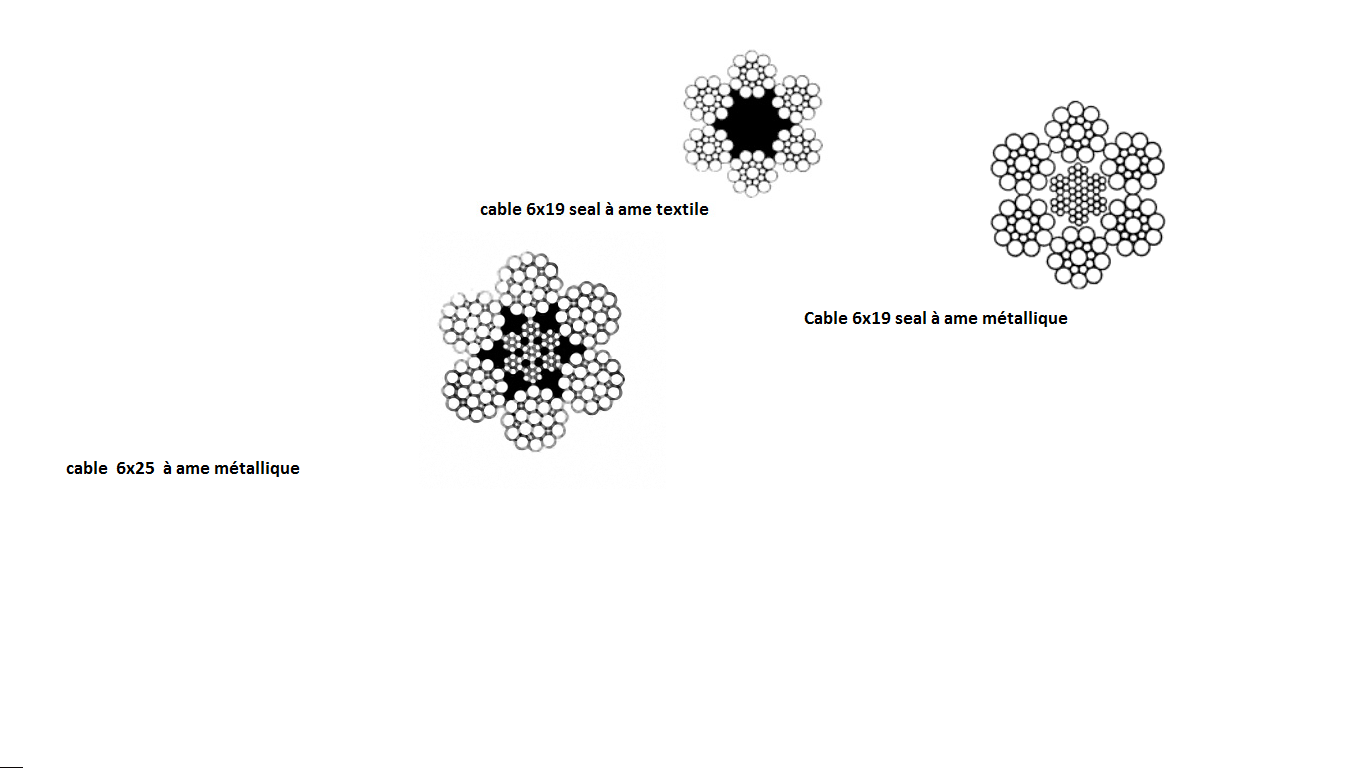 cable 6x19 seal à ame textile
Cable 6x19 seal à ame métallique
cable  6x25  à ame métallique